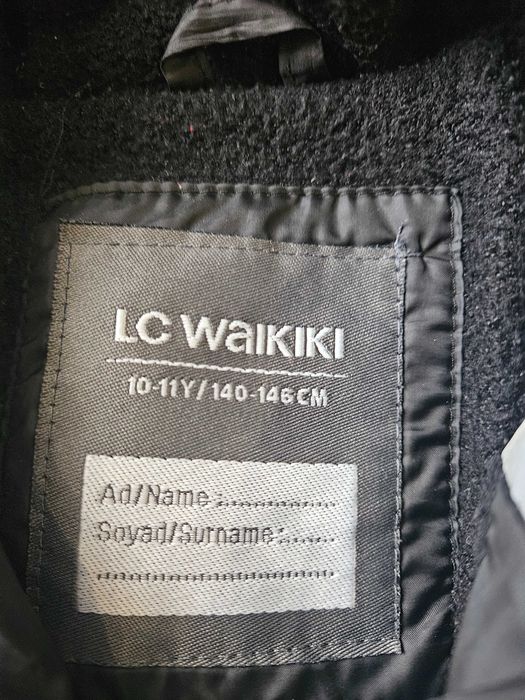 LC WAIKIKI
10-11Y/140-146CM
Ad/Name:............
Soyad/Surname:......
........................